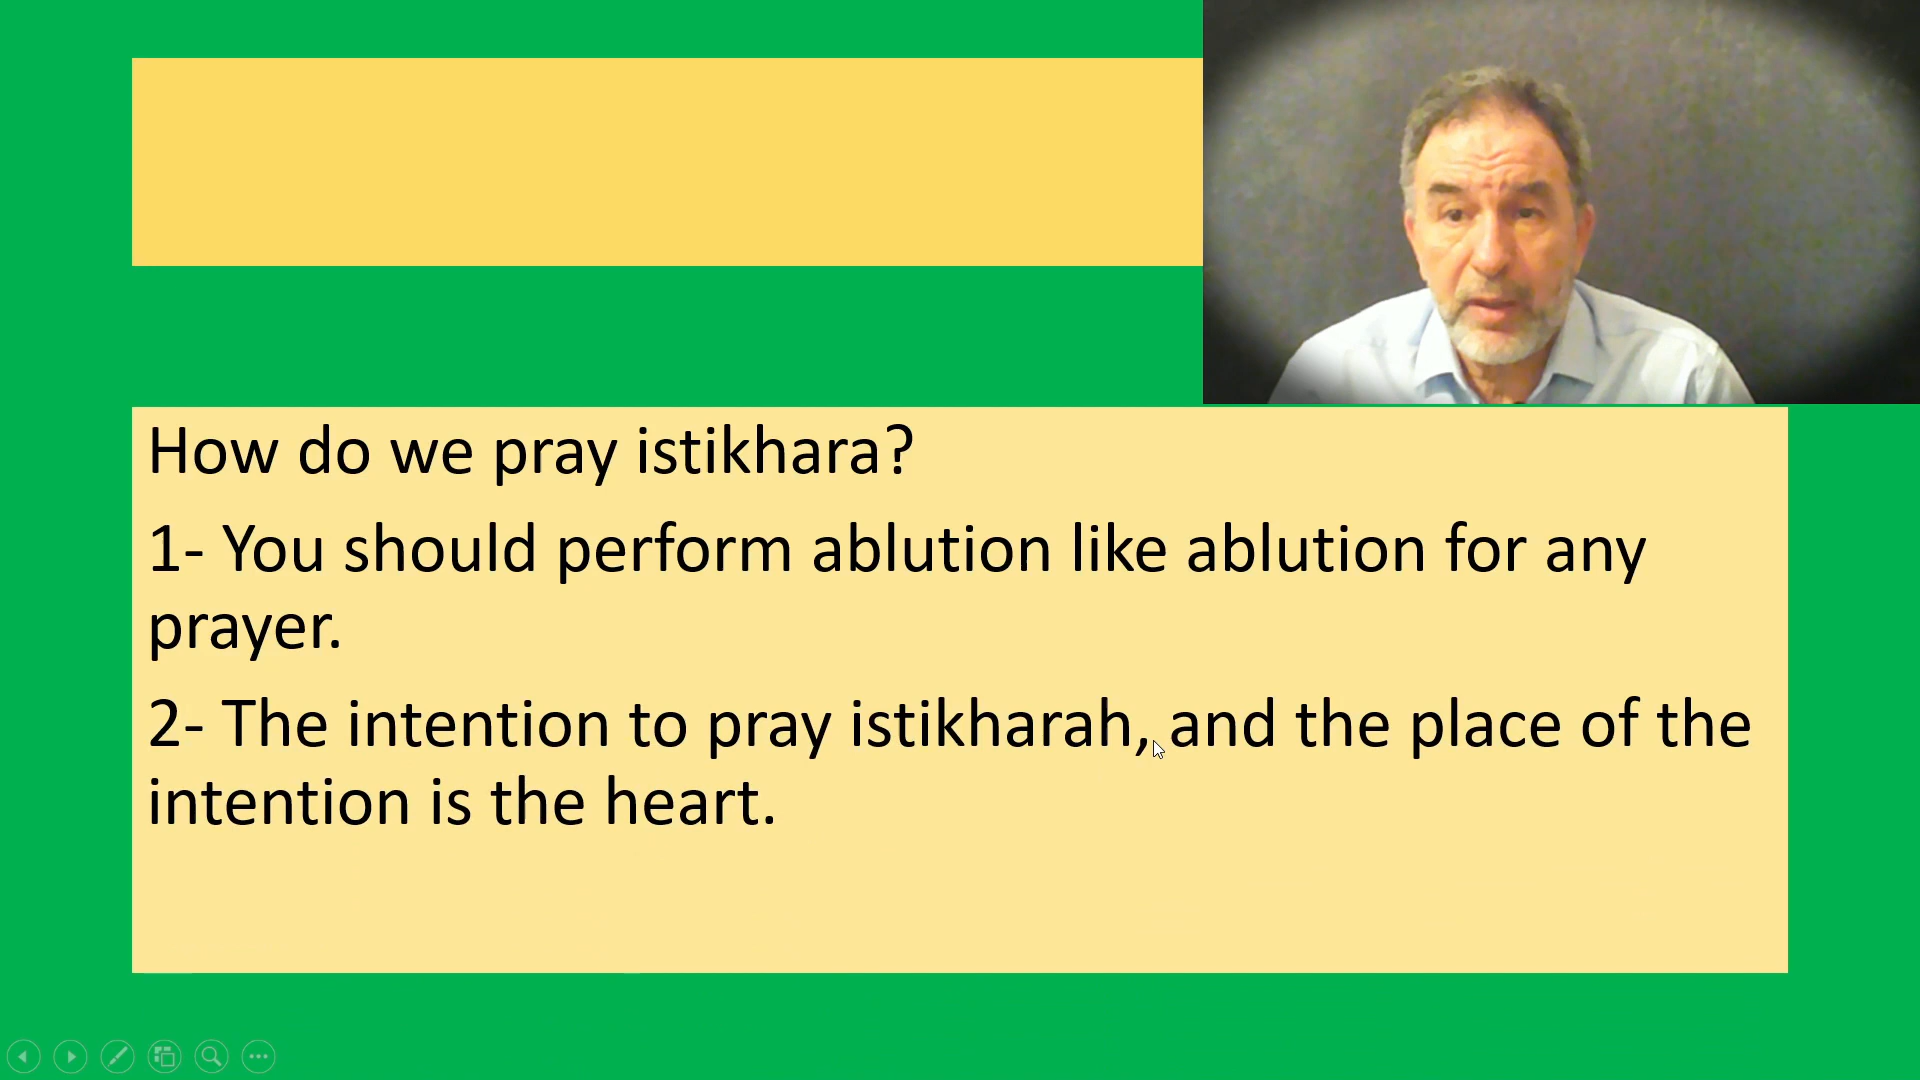 How do we pray istikhara?
1- You should perform ablution like ablution for any
prayer.
2- The intention to pray istikharah, and the place of the
intention is the heart.